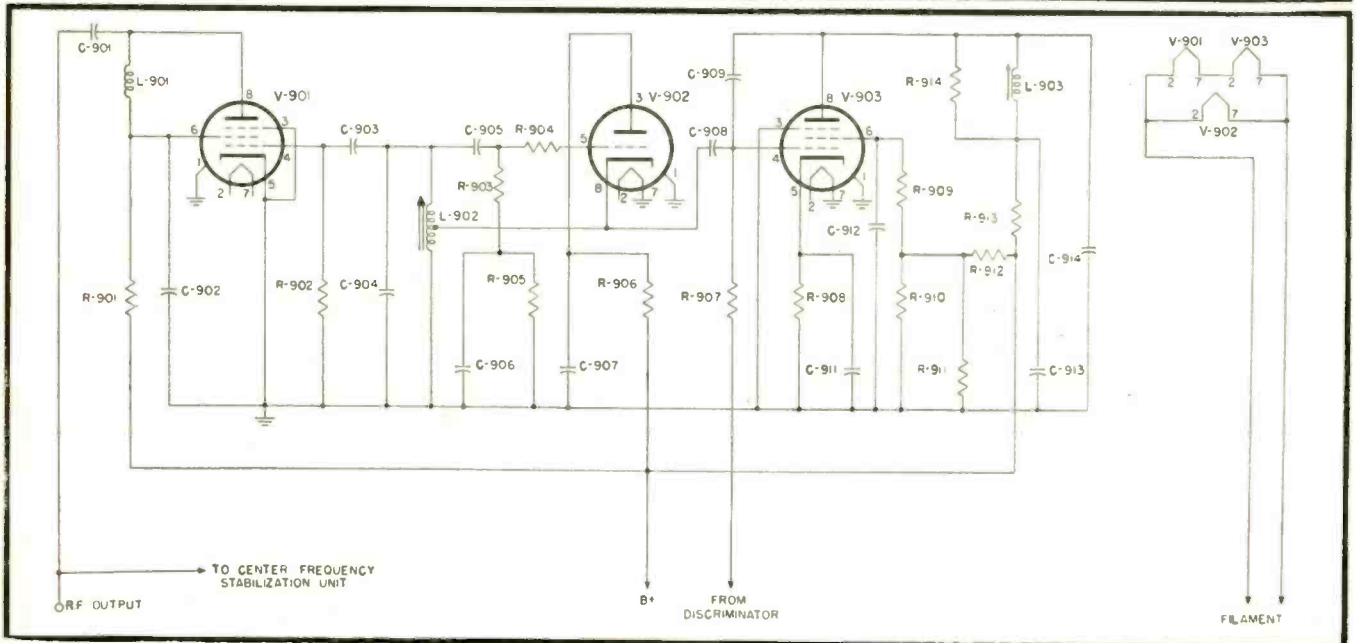 C-901
L-901
8
V-901
6
3
4
1
2
7
5
C-903
C-905
R-904
R-903
L-902
R-901
C-902
R-902
C-904
C-906
R-905
C-907
R-906
3
V-902
5
8
2
7
1
C-909
C-908
8
V-903
3
4
6
1
5
2
7
R-907
R-908
C-911
C-912
R-909
R-910
R-911
R-912
R-913
R-914
L-903
C-913
C-914
V-901
V-903
2
7
2
7
2
7
V-902
TO CENTER FREQUENCY
STABILIZATION UNIT
R.F. OUTPUT
B+
FROM
DISCRIMINATOR
FILAMENT